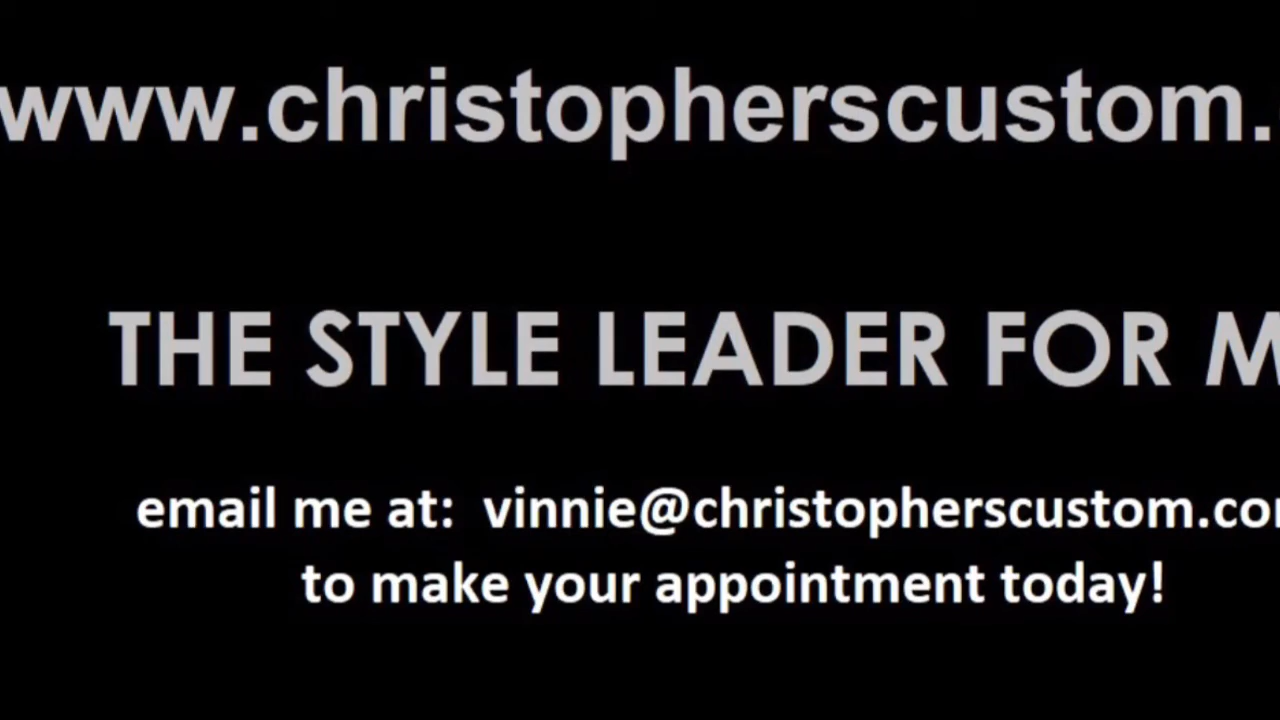 www.christopherscustom.
THE STYLE LEADER FOR M
email me at: vinnie@christopherscustom.co
to make your appointment today!